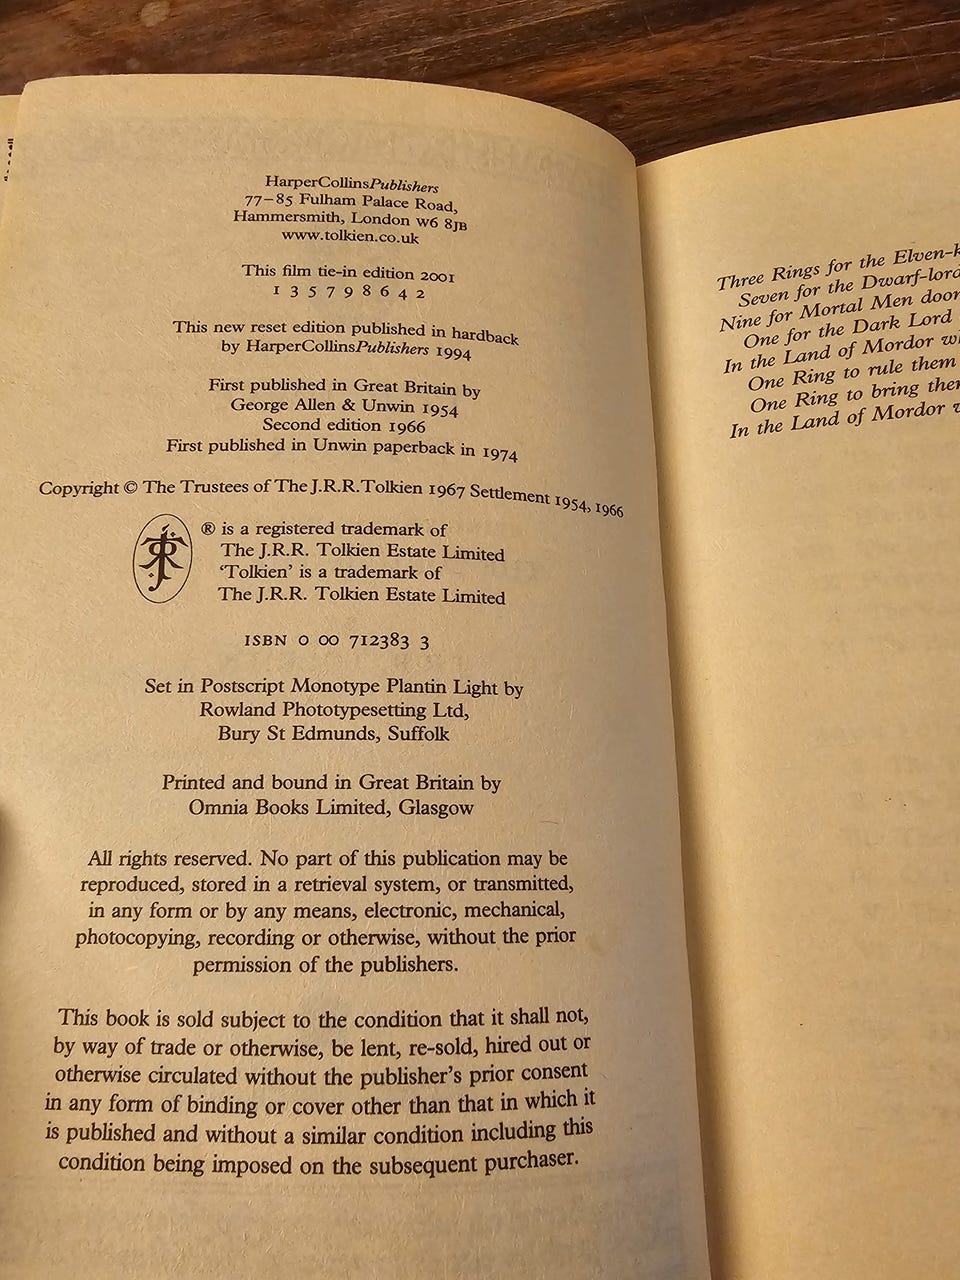 HarperCollinsPublishers
77–85 Fulham Palace Road,
Hammersmith, London W6 8JB
www.tolkien.co.uk
This film tie-in edition 2001
1 3 5 7 9 8 6 4 2
This new reset edition published in hardback
by HarperCollinsPublishers 1994
First published in Great Britain by
George Allen & Unwin 1954
Second edition 1966
First published in Unwin paperback in 1974
Copyright © The Trustees of The J.R.R.Tolkien 1967 Settlement 1954, 1966
® is a registered trademark of
The J.R.R. Tolkien Estate Limited
‘Tolkien’ is a trademark of
The J.R.R. Tolkien Estate Limited
ISBN 0 00 712383 3
Set in Postscript Monotype Plantin Light by
Rowland Phototypesetting Ltd,
Bury St Edmunds, Suffolk
Printed and bound in Great Britain by
Omnia Books Limited, Glasgow
All rights reserved. No part of this publication may be
reproduced, stored in a retrieval system, or transmitted,
in any form or by any means, electronic, mechanical,
photocopying, recording or otherwise, without the prior
permission of the publishers.
This book is sold subject to the condition that it shall not,
by way of trade or otherwise, be lent, re-sold, hired out or
otherwise circulated without the publisher’s prior consent
in any form of binding or cover other than that in which it
is published and without a similar condition including this
condition being imposed on the subsequent purchaser.
Three Rings for the Elven-k
Seven for the Dwarf-lord
Nine for Mortal Men doom
One for the Dark Lord
In the Land of Mordor
One Ring to rule them
One Ring to bring them
In the Land of Mordor